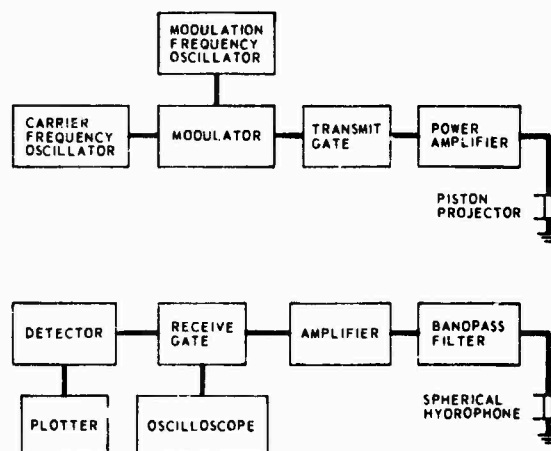 MODULATION
FREQUENCY
OSCILLATOR
CARRIER
FREQUENCY
OSCILLATOR
MODULATOR
TRANSMIT
GATE
POWER
AMPLIFIER
PISTON
PROJECTOR
DETECTOR
RECEIVE
GATE
AMPLIFIER
BANDPASS
FILTER
SPHERICAL
HYDROPHONE
PLOTTER
OSCILLOSCOPE